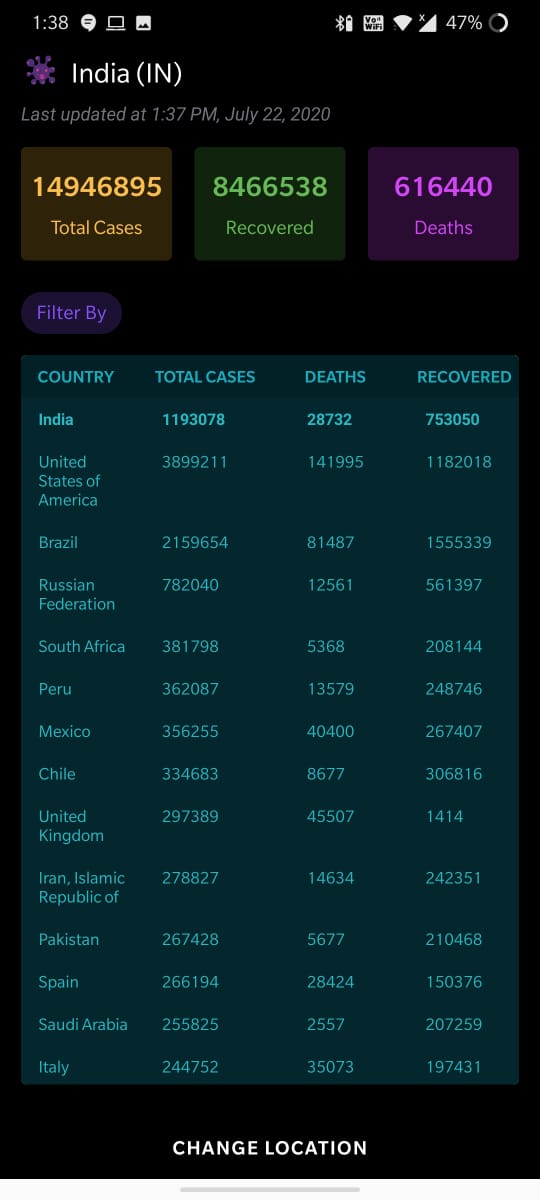 1:38
Vo))
WiFi
X
47%
India (IN)
Last updated at 1:37 PM, July 22, 2020
14946895 8466538 616440
Total Cases Recovered Deaths
Filter By
COUNTRY TOTAL CASES DEATHS RECOVERED
India 1193078 28732 753050
United 3899211 141995 1182018
States of
America
Brazil 2159654 81487 1555339
Russian 782040 12561 561397
Federation
South Africa 381798 5368 208144
Peru 362087 13579 248746
Mexico 356255 40400 267407
Chile 334683 8677 306816
United 297389 45507 1414
Kingdom
Iran, Islamic 278827 14634 242351
Republic of
Pakistan 267428 5677 210468
Spain 266194 28424 150376
Saudi Arabia 255825 2557 207259
Italy 244752 35073 197431
CHANGE LOCATION